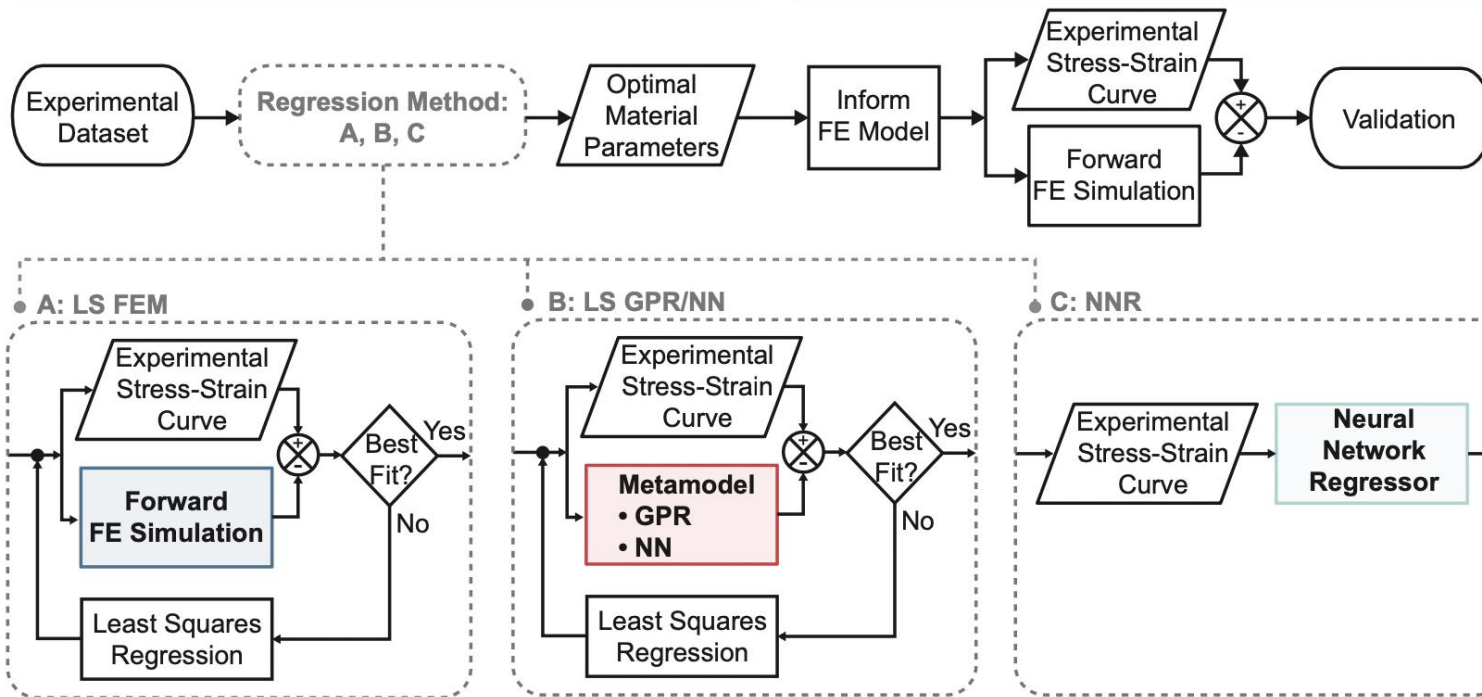 Experimental
Dataset
Regression Method:
A, B, C
Optimal
Material
Parameters
Inform
FE Model
Experimental
Stress-Strain
Curve
+
-
Forward
FE Simulation
Validation
A: LS FEM
Experimental
Stress-Strain
Curve
+
-
Forward
FE Simulation
Best
Fit?
Yes
No
Least Squares
Regression
B: LS GPR/NN
Experimental
Stress-Strain
Curve
+
-
Metamodel
• GPR
• NN
Best
Fit?
Yes
No
Least Squares
Regression
C: NNR
Experimental
Stress-Strain
Curve
Neural
Network
Regressor